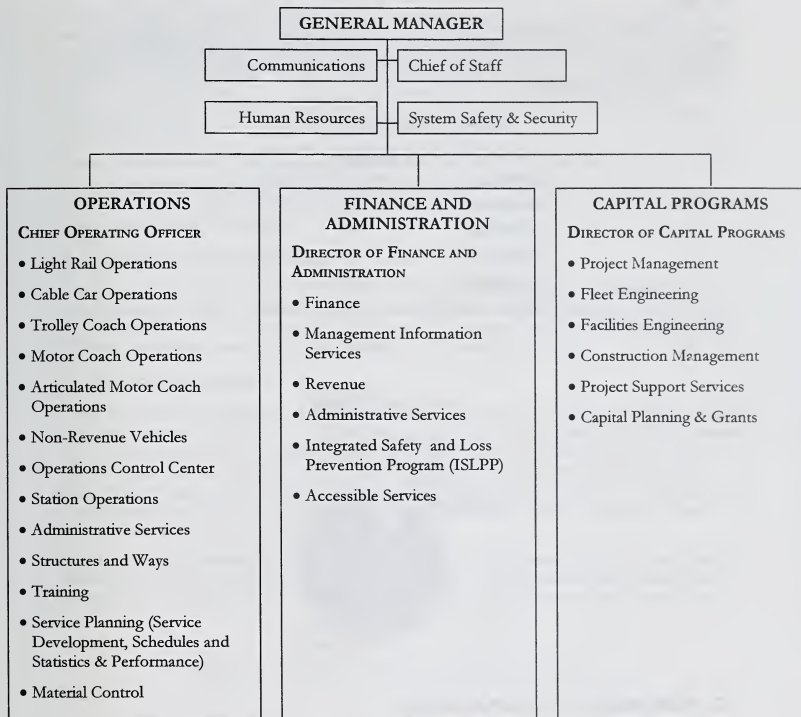 GENERAL MANAGER
Communications
Chief of Staff
Human Resources
System Safety & Security
OPERATIONS
CHIEF OPERATING OFFICER
• Light Rail Operations
• Cable Car Operations
• Trolley Coach Operations
• Motor Coach Operations
• Articulated Motor Coach
Operations
• Non-Revenue Vehicles
• Operations Control Center
• Station Operations
• Administrative Services
• Structures and Ways
• Training
• Service Planning (Service
Development, Schedules and
Statistics & Performance)
• Material Control
FINANCE AND
ADMINISTRATION
DIRECTOR OF FINANCE AND
ADMINISTRATION
• Finance
• Management Information
Services
• Revenue
• Administrative Services
• Integrated Safety and Loss
Prevention Program (ISLPP)
• Accessible Services
CAPITAL PROGRAMS
DIRECTOR OF CAPITAL PROGRAMS
• Project Management
• Fleet Engineering
• Facilities Engineering
• Construction Management
• Project Support Services
• Capital Planning & Grants